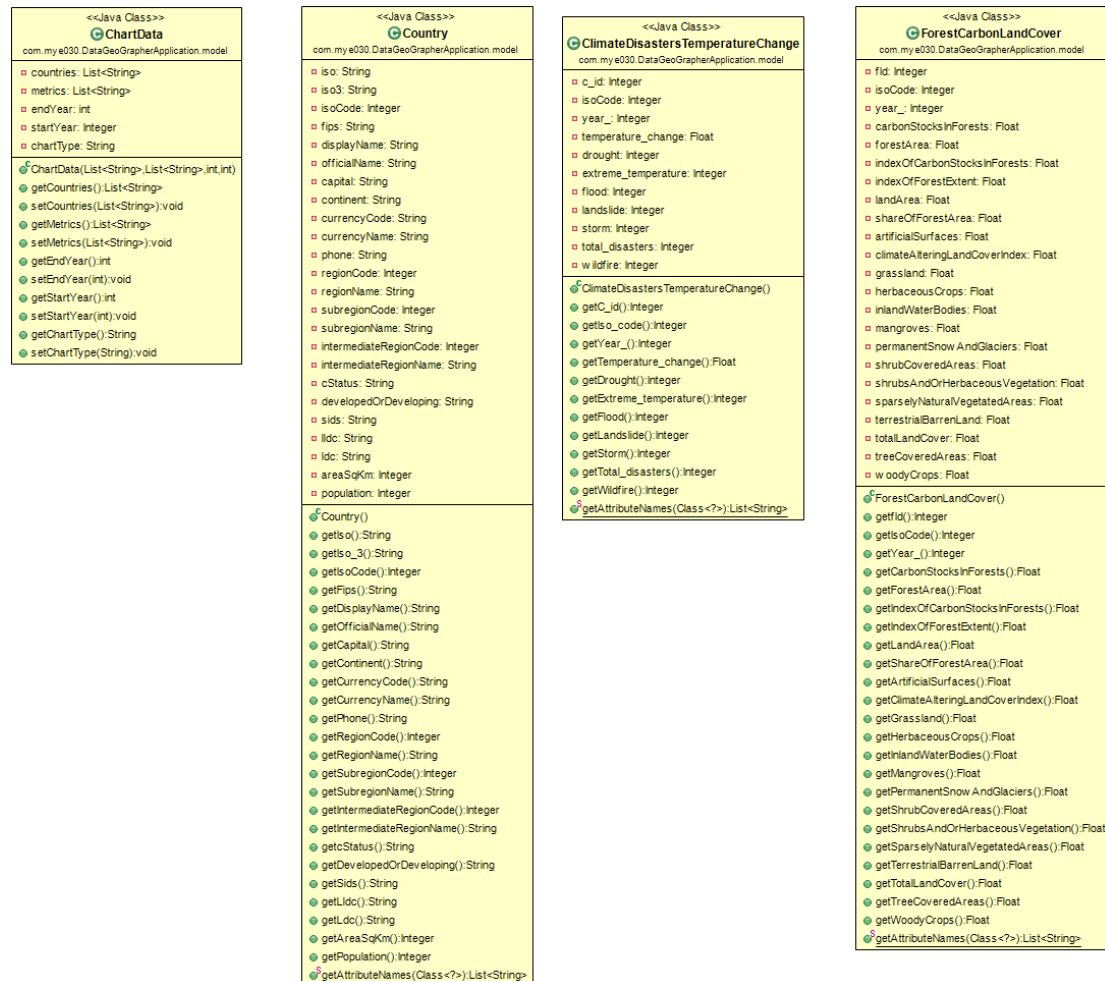 <<Java Class>>
ChartData
com.mye030.DataGeoGrapherApplication.model
countries: List<String>
metrics: List<String>
endYear: int
startYear: Integer
chartType: String
ChartData(List<String>,List<String>,int,int)
getCountries():List<String>
setCountries(List<String>):void
getMetrics():List<String>
setMetrics(List<String>):void
getEndYear():int
setEndYear(int):void
getStartYear():int
setStartYear(int):void
getChartType():String
setChartType(String):void
<<Java Class>>
Country
com.mye030.DataGeoGrapherApplication.model
iso: String
iso3: String
isoCode: Integer
fips: String
displayName: String
officialName: String
capital: String
continent: String
currencyCode: String
currencyName: String
phone: String
regionCode: Integer
regionName: String
subregionCode: Integer
subregionName: String
intermediateRegionCode: Integer
intermediateRegionName: String
cStatus: String
developedOrDeveloping: String
sids: String
lldc: String
ldc: String
areaSqKm: Integer
population: Integer
Country()
getIso():String
getIso_3():String
getIsoCode():Integer
getFips():String
getDisplayName():String
getOfficialName():String
getCapital():String
getContinent():String
getCurrencyCode():String
getCurrencyName():String
getPhone():String
getRegionCode():Integer
getRegionName():String
getSubregionCode():Integer
getSubregionName():String
getIntermediateRegionCode():Integer
getIntermediateRegionName():String
getcStatus():String
getDevelopedOrDeveloping():String
getSids():String
getLldc():String
getLdc():String
getAreaSqKm():Integer
getPopulation():Integer
getAttributeNames(Class<?>):List<String>
<<Java Class>>
ClimateDisastersTemperatureChange
com.mye030.DataGeoGrapherApplication.model
c_id: Integer
isoCode: Integer
year_: Integer
temperature_change: Float
drought: Integer
extreme_temperature: Integer
flood: Integer
landslide: Integer
storm: Integer
total_disasters: Integer
wildfire: Integer
ClimateDisastersTemperatureChange()
getC_id():Integer
getIso_code():Integer
getYear_():Integer
getTemperature_change():Float
getDrought():Integer
getExtreme_temperature():Integer
getFlood():Integer
getLandslide():Integer
getStorm():Integer
getTotal_disasters():Integer
getWildfire():Integer
getAttributeNames(Class<?>):List<String>
<<Java Class>>
ForestCarbonLandCover
com.mye030.DataGeoGrapherApplication.model
fId: Integer
isoCode: Integer
year_: Integer
carbonStocksInForests: Float
forestArea: Float
indexOfCarbonStocksInForests: Float
indexOfForestExtent: Float
landArea: Float
shareOfForestArea: Float
artificialSurfaces: Float
climateAlteringLandCoverIndex: Float
grassland: Float
herbaceousCrops: Float
inlandWaterBodies: Float
mangroves: Float
permanentSnowAndGlaciers: Float
shrubCoveredAreas: Float
shrubsAndOrHerbaceousVegetation: Float
sparselyNaturalVegetatedAreas: Float
terrestrialBarrenLand: Float
totalLandCover: Float
treeCoveredAreas: Float
woodyCrops: Float
ForestCarbonLandCover()
getfId():Integer
getIsoCode():Integer
getYear_():Integer
getCarbonStocksInForests():Float
getForestArea():Float
getIndexOfCarbonStocksInForests():Float
getIndexOfForestExtent():Float
getLandArea():Float
getShareOfForestArea():Float
getArtificialSurfaces():Float
getClimateAlteringLandCoverIndex():Float
getGrassland():Float
getHerbaceousCrops():Float
getInlandWaterBodies():Float
getMangroves():Float
getPermanentSnowAndGlaciers():Float
getShrubCoveredAreas():Float
getShrubsAndOrHerbaceousVegetation():Float
getSparselyNaturalVegetatedAreas():Float
getTerrestrialBarrenLand():Float
getTotalLandCover():Float
getTreeCoveredAreas():Float
getWoodyCrops():Float
getAttributeNames(Class<?>):List<String>